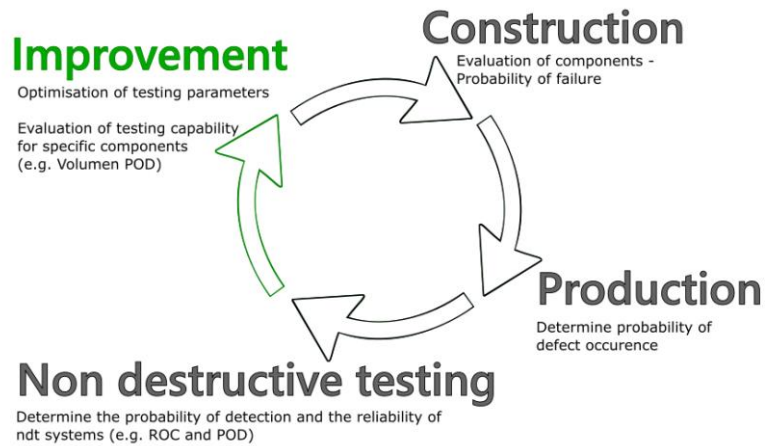 Improvement
Optimisation of testing parameters
Evaluation of testing capability
for specific components
(e.g. Volumen POD)
Construction
Evaluation of components -
Probability of failure
Production
Determine probability of
defect occurence
Non destructive testing
Determine the probability of detection and the reliability of
ndt systems (e.g. ROC and POD)